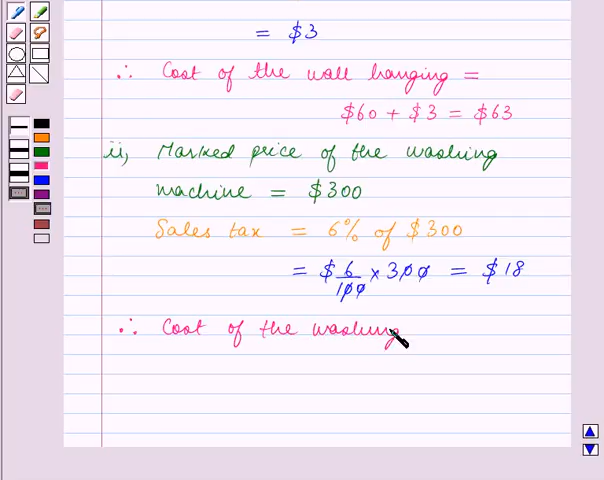 = $3
∴ Cost of the wall hanging =
$60 + $3 = $63
ii, Marked price of the washing
machine = $300
Sales tax = 6% of $300
= $ 6/100 × 300 = $18
∴ Cost of the washing